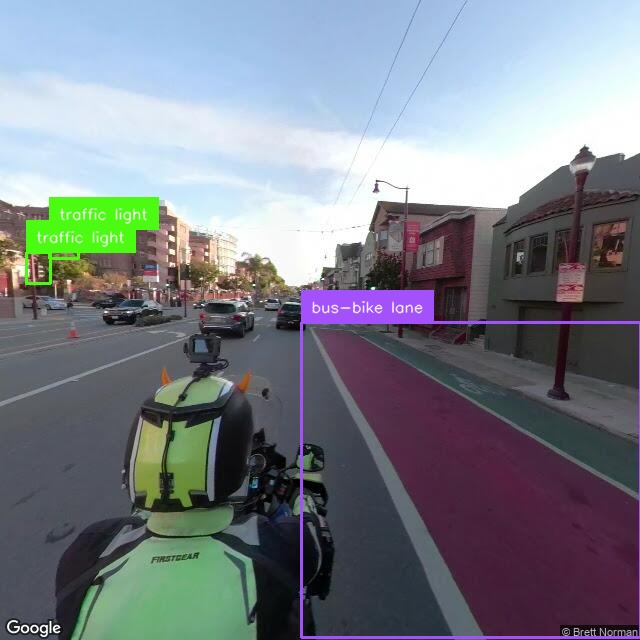 traffic light
traffic light
bus-bike lane
FIRSTGEAR
Google
© Brett Norman